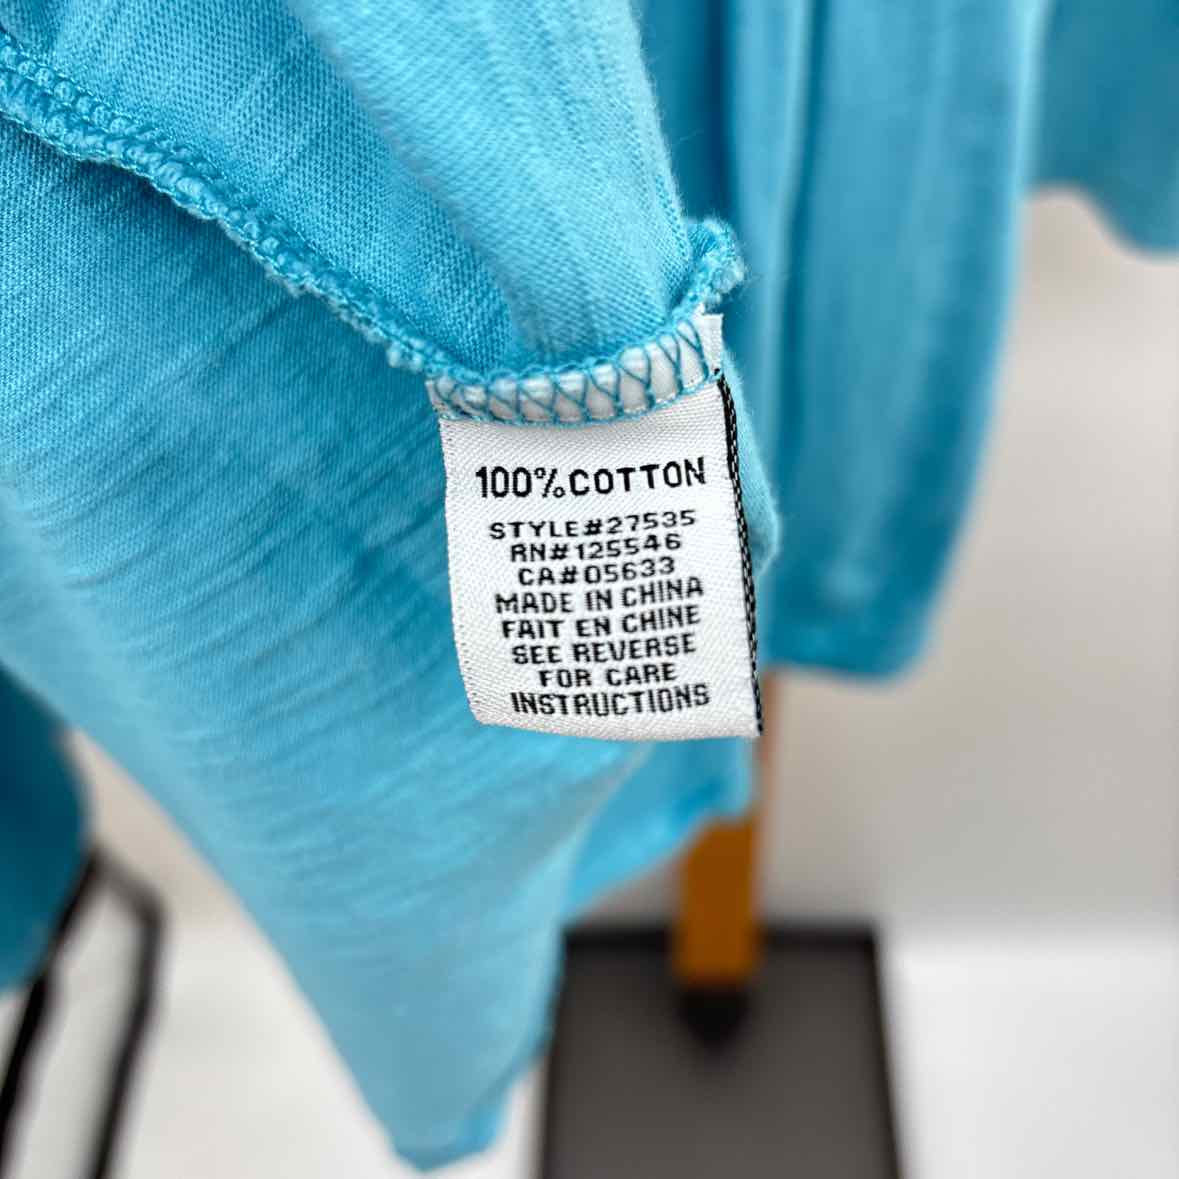 100%COTTON
STYLE#27535
RN#125546
CA#05633
MADE IN CHINA
FAIT EN CHINE
SEE REVERSE
FOR CARE
INSTRUCTIONS